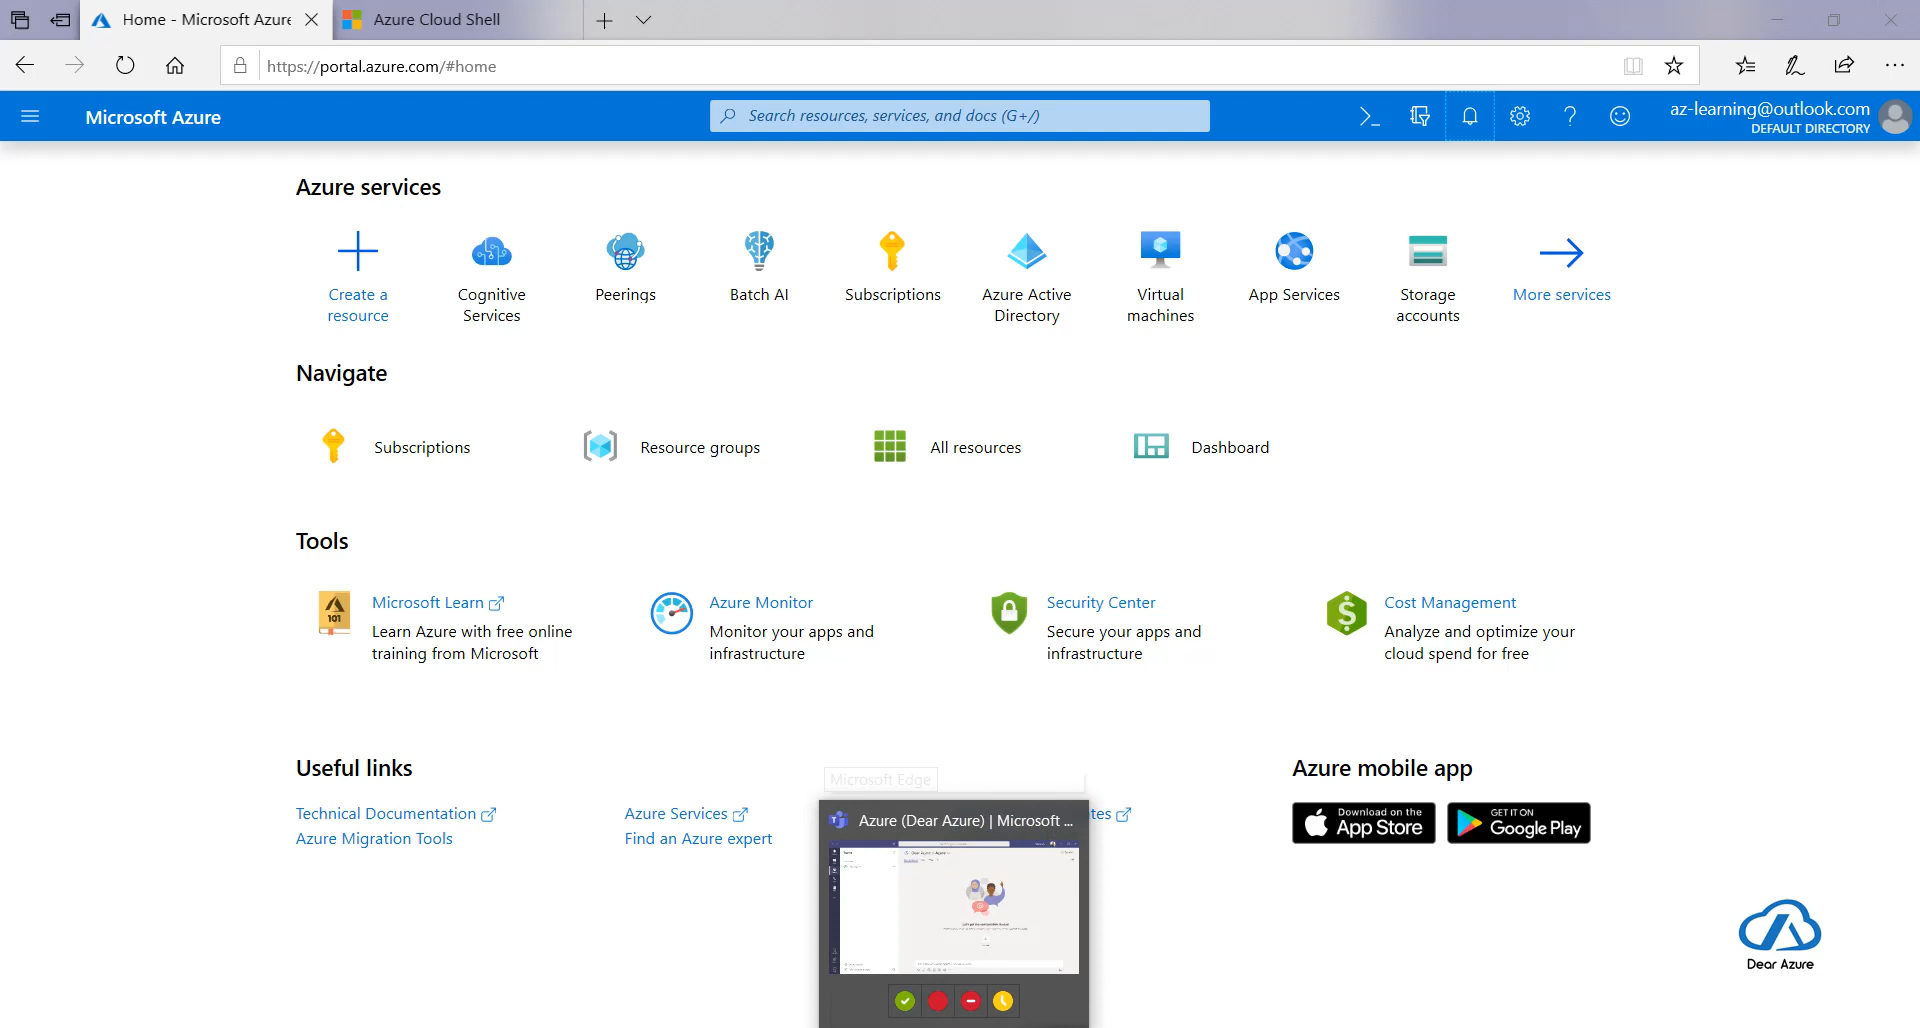 Home - Microsoft Azure
Azure Cloud Shell
https://portal.azure.com/#home
Microsoft Azure
Search resources, services, and docs (G+/)
az-learning@outlook.com
DEFAULT DIRECTORY
Azure services
Create a resource
Cognitive Services
Peerings
Batch AI
Subscriptions
Azure Active Directory
Virtual machines
App Services
Storage accounts
More services
Navigate
Subscriptions
Resource groups
All resources
Dashboard
Tools
101
Microsoft Learn
Learn Azure with free online
training from Microsoft
Azure Monitor
Monitor your apps and
infrastructure
Security Center
Secure your apps and
infrastructure
Cost Management
Analyze and optimize your
cloud spend for free
Useful links
Technical Documentation
Azure Migration Tools
Azure Services
Find an Azure expert
tes
Microsoft Edge
Azure (Dear Azure) | Microsoft ...
Azure mobile app
Download on the
App Store
GET IT ON
Google Play
Dear Azure